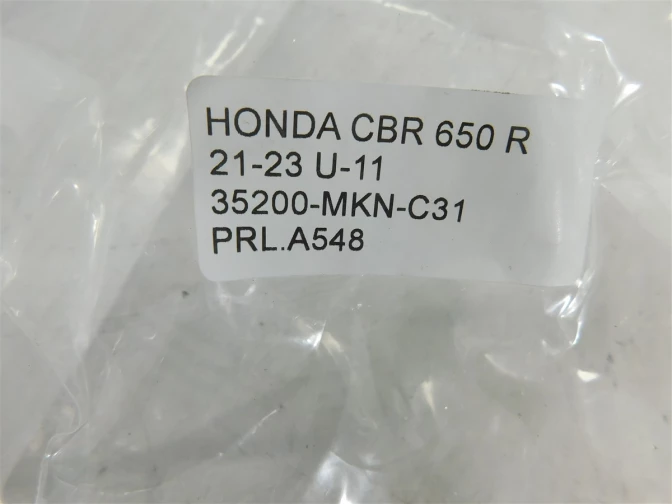 HONDA CBR 650 R
21-23 U-11
35200-MKN-C31
PRL.A548